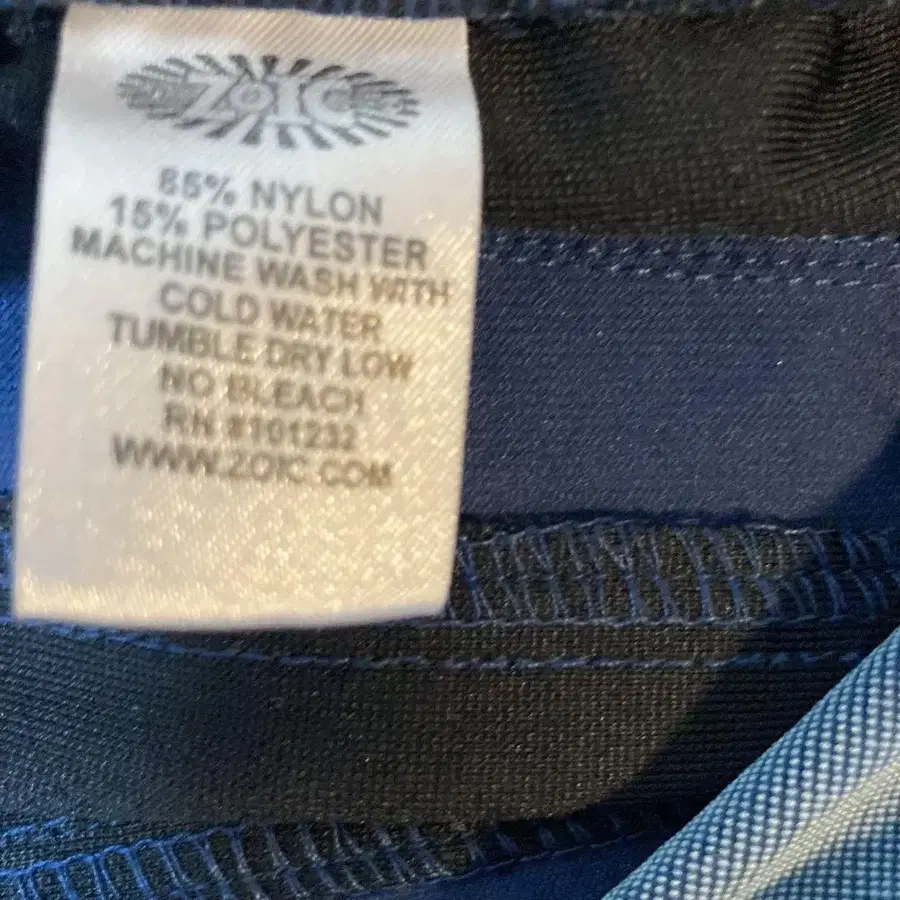 ZOIC
85% NYLON
15% POLYESTER
MACHINE WASH WITH
COLD WATER
TUMBLE DRY LOW
NO BLEACH
RN #101232
WWW.ZOIC.COM